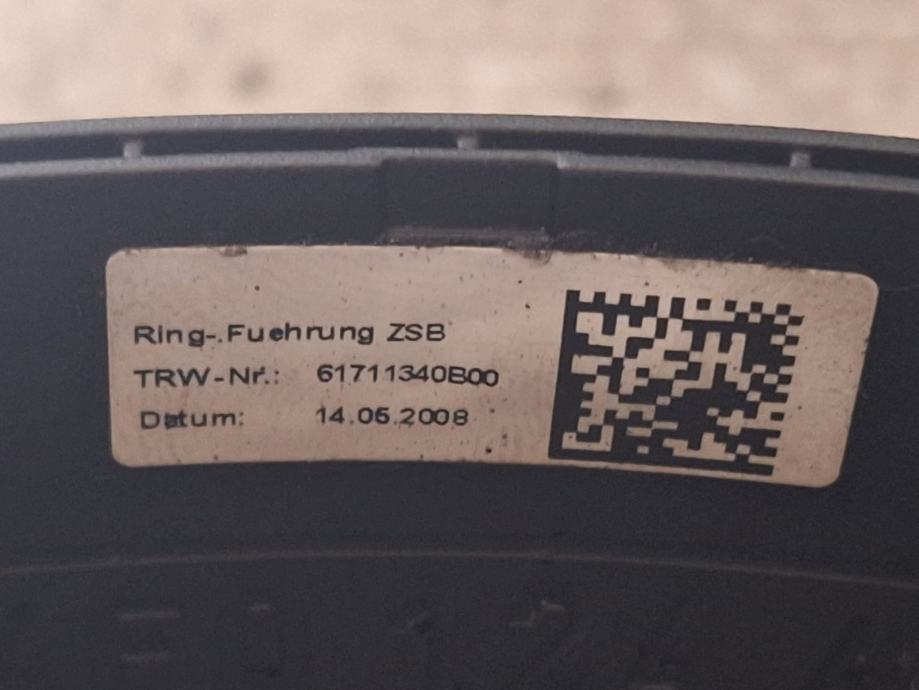 Ring-.Fuehrung ZSB
TRW-Nr.: 61711340B00
Datum: 14.05.2008